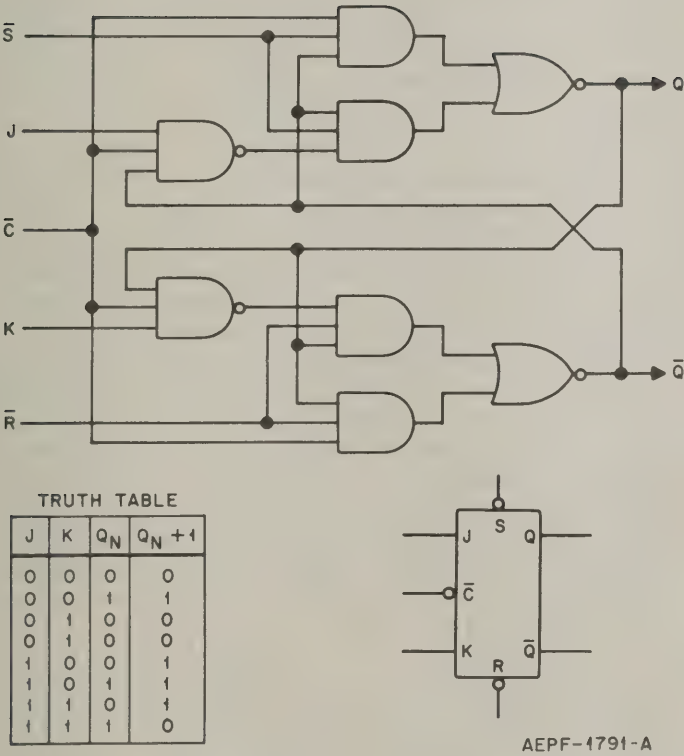 S̅
Q
J
C̅
K
R̅
Q̅
TRUTH TABLE
J K Q_N Q_N +1
0 0 0 0
0 0 1 1
0 1 0 0
0 1 0 0
1 0 0 1
1 0 1 1
1 1 0 1
1 1 1 0
S
J Q
C̅
K Q̅
R
AEPF-1791-A